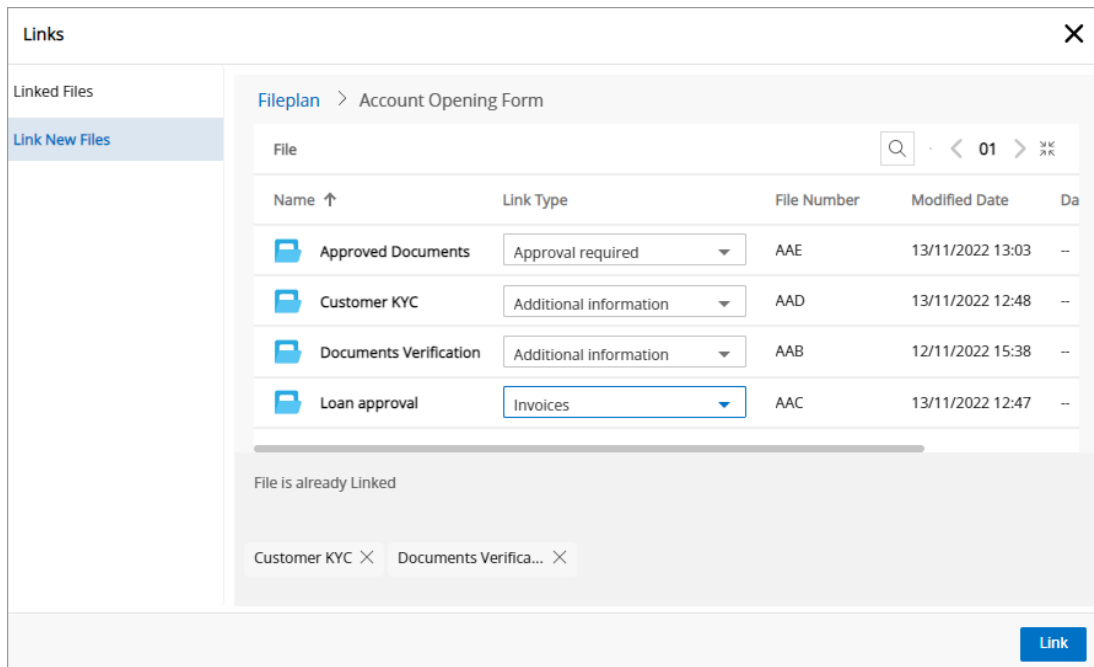 Links
Linked Files
Link New Files
Fileplan > Account Opening Form
File 01
Name Link Type File Number Modified Date Da
Approved Documents Approval required AAE 13/11/2022 13:03 --
Customer KYC Additional information AAD 13/11/2022 12:48 --
Documents Verification Additional information AAB 12/11/2022 15:38 --
Loan approval Invoices AAC 13/11/2022 12:47 --
File is already Linked
Customer KYC Documents Verifica...
Link